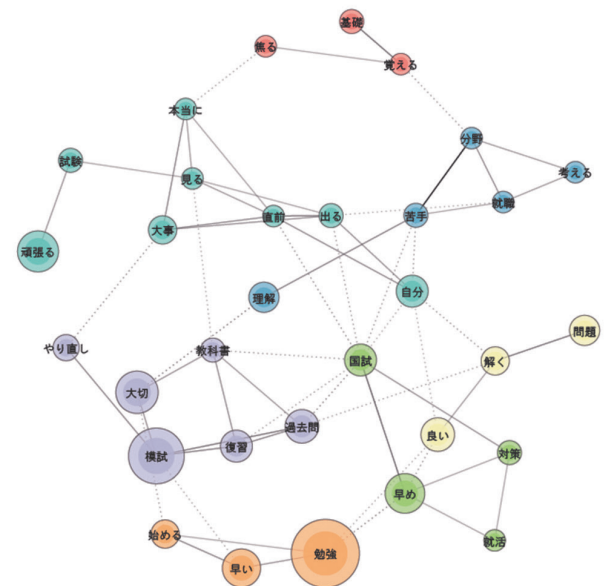 基礎
焦る
覚える
本当に
分野
試験
考える
見る
就職
直前
出る
苦手
大事
頑張る
自分
理解
問題
やり直し
教科書
国試
解く
大切
過去問
良い
復習
対策
模試
早め
始める
就活
勉強
早い